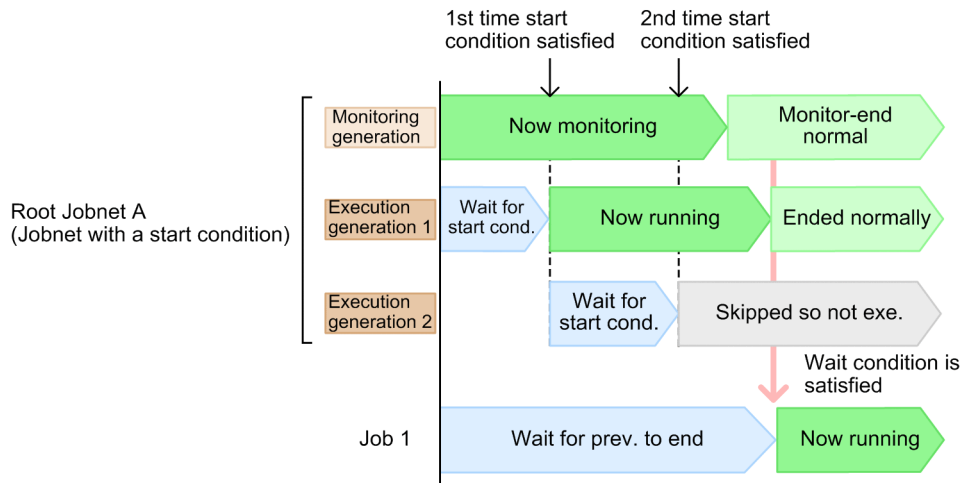 1st time start
condition satisfied
2nd time start
condition satisfied
Monitoring
generation
Now monitoring
Monitor-end
normal
Root Jobnet A
(Jobnet with a start condition)
Execution
generation 1
Wait for
start cond.
Now running
Ended normally
Execution
generation 2
Wait for
start cond.
Skipped so not exe.
Wait condition is
satisfied
Job 1
Wait for prev. to end
Now running